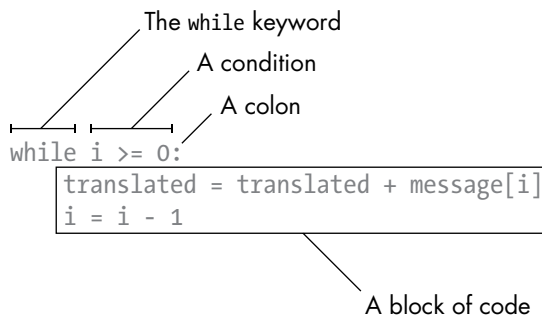 The while keyword
A condition
A colon
while i >= 0:
translated = translated + message[i]
i = i - 1
A block of code